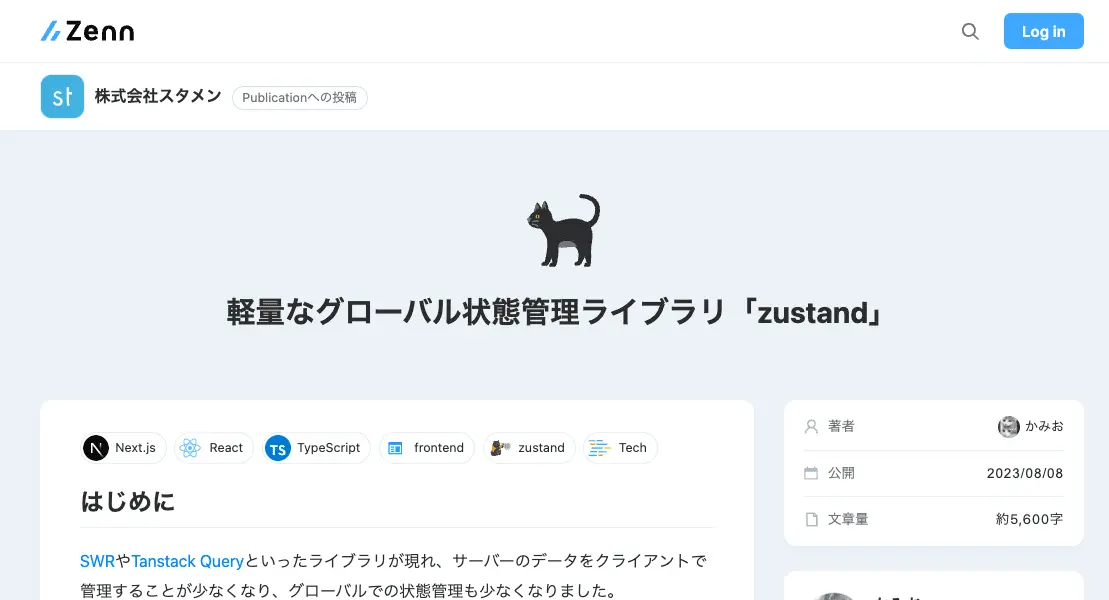 Zenn
Log in
st
株式会社スタメン
Publicationへの投稿
軽量なグローバル状態管理ライブラリ「zustand」
Next.js
React
TS
TypeScript
frontend
zustand
Tech
はじめに
SWRやTanstack Queryといったライブラリが現れ、サーバーのデータをクライアントで
管理することが少なくなり、グローバルでの状態管理も少なくなりました。
著者
かみお
公開
2023/08/08
文章量
約5,600字